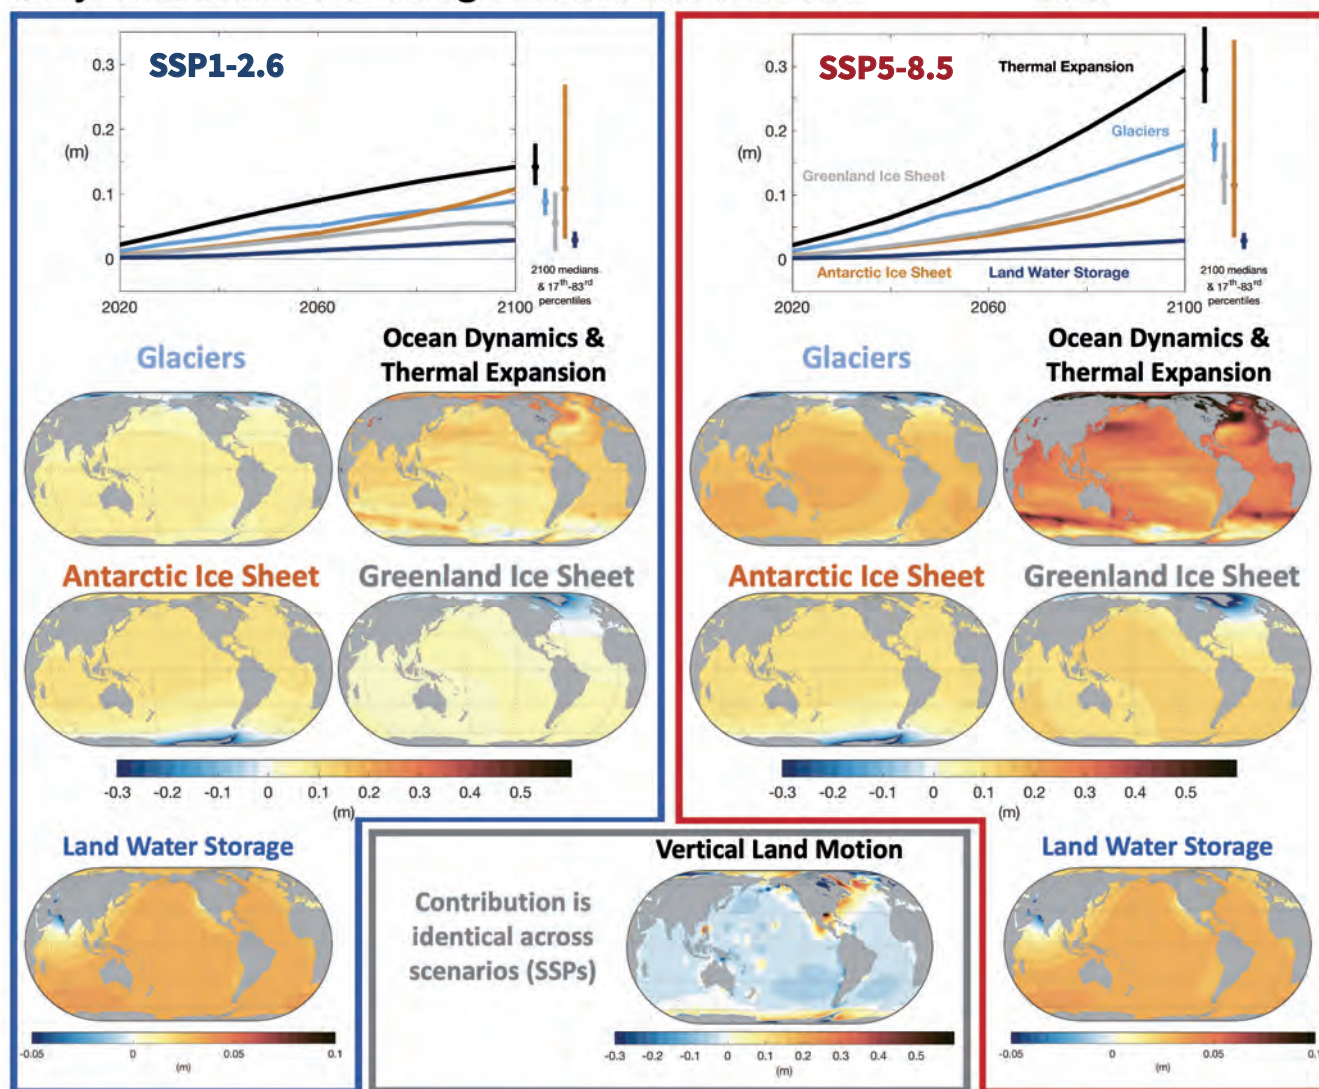 SSP1-2.6
0.3
0.2
(m)
0.1
0
2020
2060
2100
2100 medians
& 17th-83rd
percentiles
Glaciers
Ocean Dynamics &
Thermal Expansion
Antarctic Ice Sheet
Greenland Ice Sheet
-0.3 -0.2 -0.1 0 0.1 0.2 0.3 0.4 0.5
(m)
Land Water Storage
-0.05 0 0.05 0.1
(m)
SSP5-8.5
Thermal Expansion
0.3
Glaciers
0.2
(m)
Greenland Ice Sheet
0.1
0
Antarctic Ice Sheet
Land Water Storage
2020
2060
2100
2100 medians
& 17th-83rd
percentiles
Glaciers
Ocean Dynamics &
Thermal Expansion
Antarctic Ice Sheet
Greenland Ice Sheet
-0.3 -0.2 -0.1 0 0.1 0.2 0.3 0.4 0.5
(m)
Contribution is
identical across
scenarios (SSPs)
Vertical Land Motion
-0.3 -0.2 -0.1 0 0.1 0.2 0.3 0.4 0.5
(m)
Land Water Storage
-0.05 0 0.05 0.1
(m)